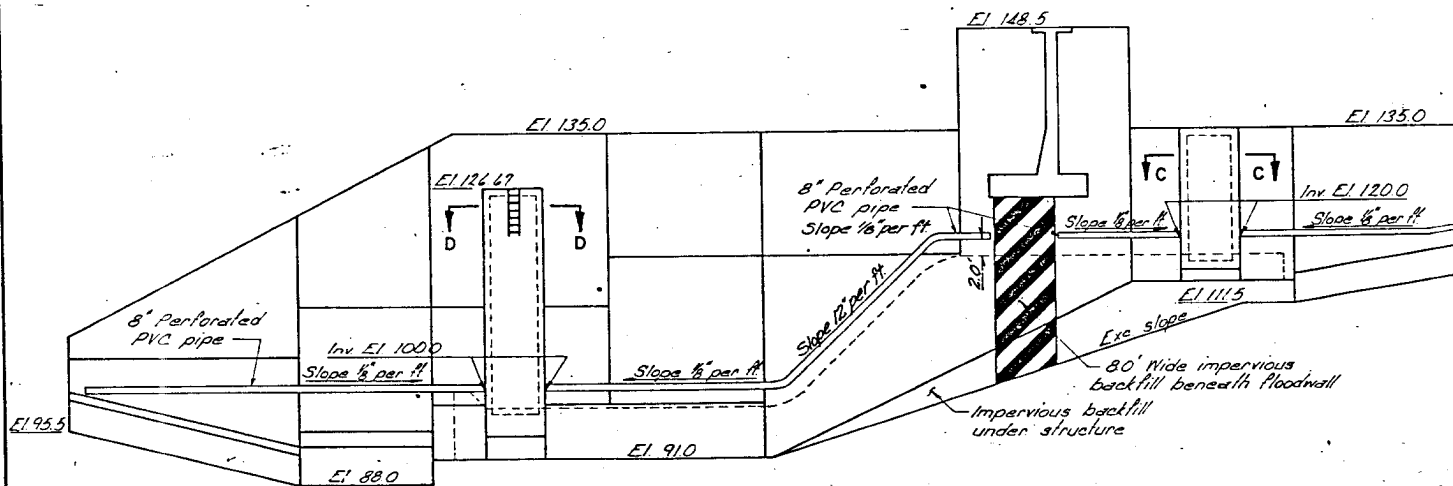 El. 148.5
El. 135.0
El. 135.0
El. 126.67
8" Perforated
PVC pipe
Slope 1/8" per ft.
C
C
Inv. El. 120.0
Slope 1/8" per ft.
Slope 1/8" per ft.
D
D
2.0'
8" Perforated
PVC pipe
Slope 12" per ft.
El. 111.5
Exc slope
Inv. El. 100.0
Slope 1/8" per ft
Slope 1/8" per ft
8.0' Wide impervious
backfill beneath floodwall
Impervious backfill
under structure
El. 95.5
El. 91.0
El. 88.0